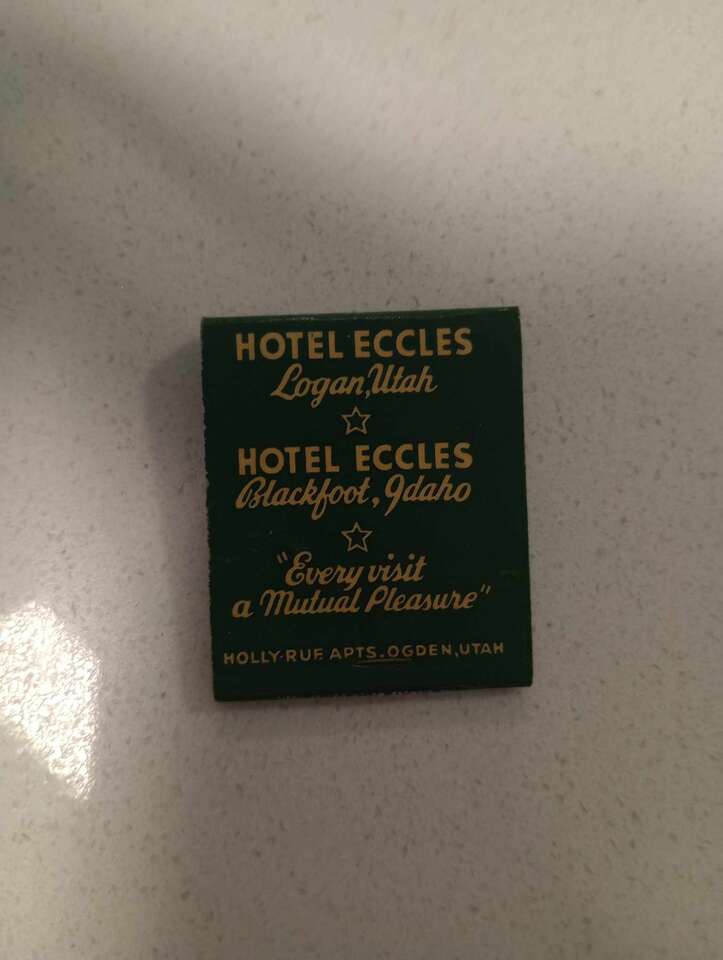 HOTEL ECCLES
Logan, Utah
HOTEL ECCLES
Blackfoot, Idaho
"Every visit
a Mutual Pleasure"
HOLLY-RUE APTS. OGDEN, UTAH